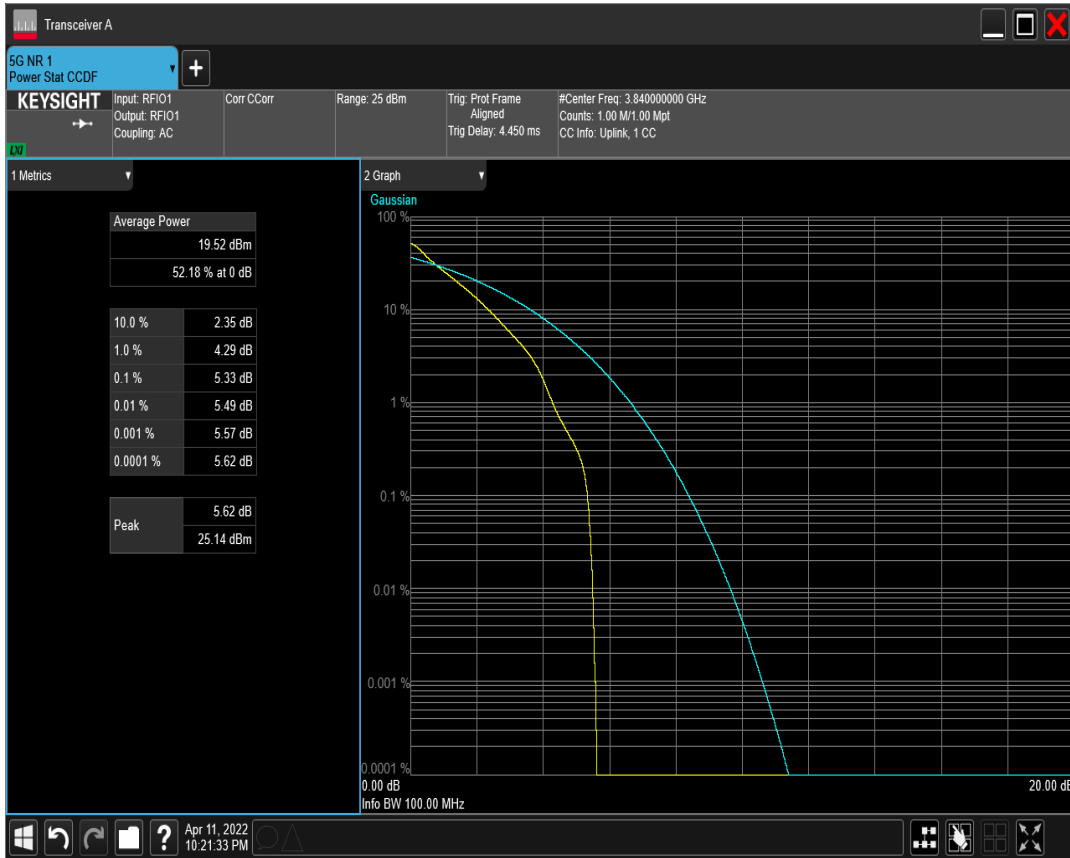 Transceiver A
5G NR 1
Power Stat CCDF
+
KEYSIGHT
LXI
Input: RFIO1
Output: RFIO1
Coupling: AC
Corr CCorr
Range: 25 dBm
Trig: Prot Frame
Aligned
Trig Delay: 4.450 ms
#Center Freq: 3.840000000 GHz
Counts: 1.00 M/1.00 Mpt
CC Info: Uplink, 1 CC
1 Metrics
Average Power
19.52 dBm
52.18 % at 0 dB
10.0 % 2.35 dB
1.0 % 4.29 dB
0.1 % 5.33 dB
0.01 % 5.49 dB
0.001 % 5.57 dB
0.0001 % 5.62 dB
Peak
5.62 dB
25.14 dBm
2 Graph
Gaussian
100 %
10 %
1 %
0.1 %
0.01 %
0.001 %
0.0001 %
0.00 dB 20.00 dB
Info BW 100.00 MHz
?
Apr 11, 2022
10:21:33 PM